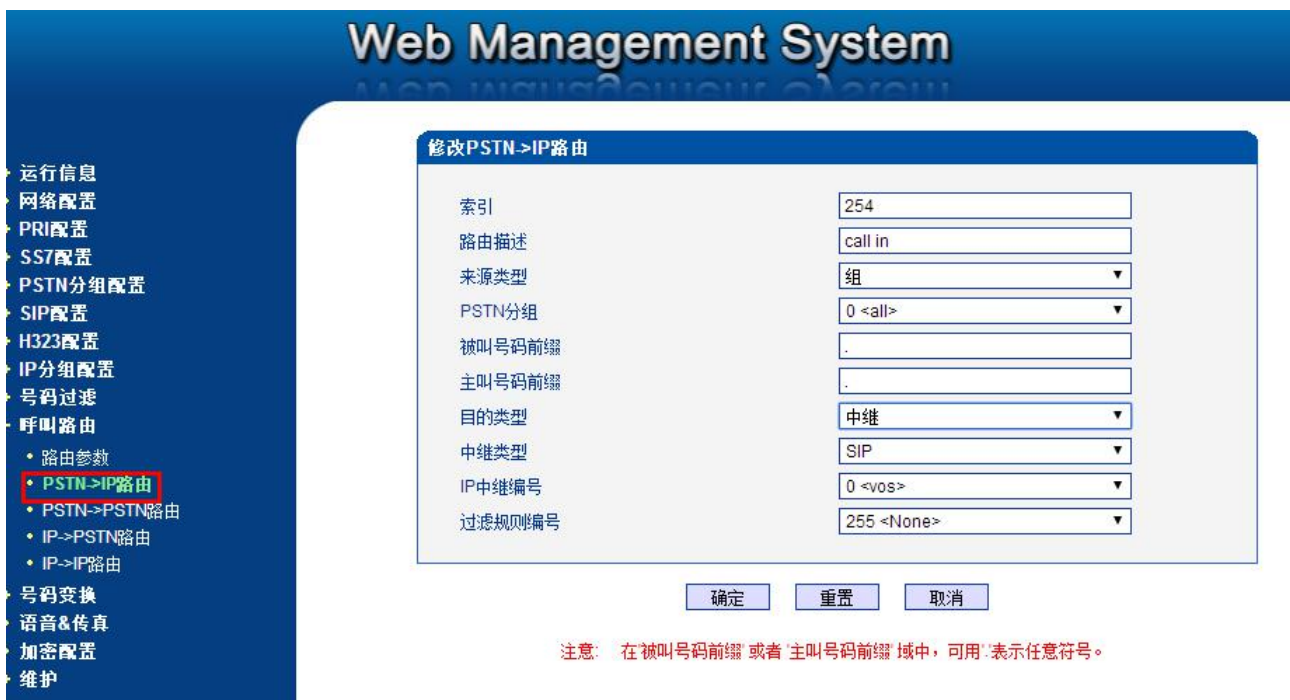 Web Management System
运行信息
网络配置
PRI配置
SS7配置
PSTN分组配置
SIP配置
H323配置
IP分组配置
号码过滤
呼叫路由
路由参数
PSTN->IP路由
PSTN->PSTN路由
IP->PSTN路由
IP->IP路由
号码变换
语音&传真
加密配置
维护
修改PSTN->IP路由
索引 254
路由描述 call in
来源类型 组
PSTN分组 0 <all>
被叫号码前缀 .
主叫号码前缀 .
目的类型 中继
中继类型 SIP
IP中继编号 0 <vos>
过滤规则编号 255 <None>
确定 重置 取消
注意: 在'被叫号码前缀' 或者 '主叫号码前缀' 域中，可用'.'表示任意符号。